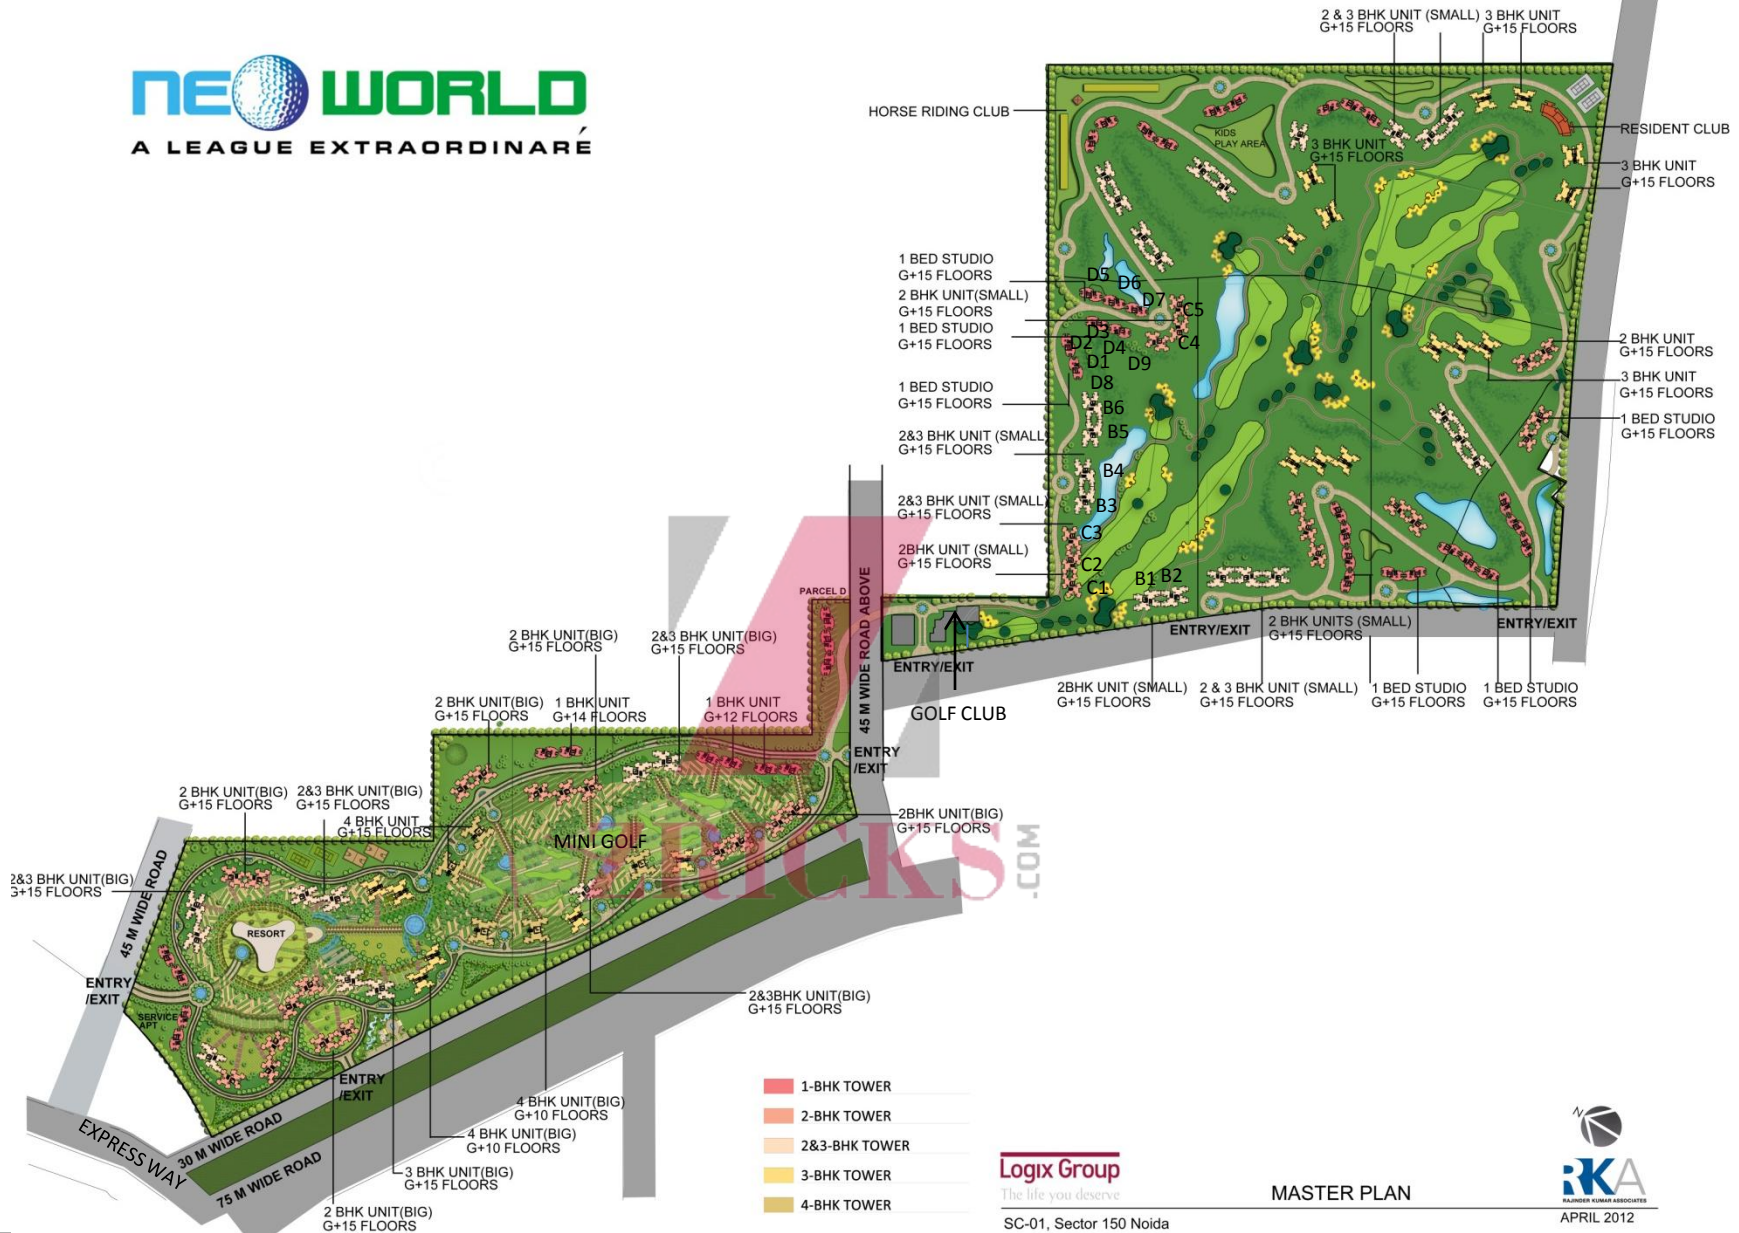 NEO WORLD
A LEAGUE EXTRAORDINARÉ
2 & 3 BHK UNIT (SMALL)
G+15 FLOORS
3 BHK UNIT
G+15 FLOORS
HORSE RIDING CLUB
KIDS
PLAY AREA
3 BHK UNIT
G+15 FLOORS
RESIDENT CLUB
3 BHK UNIT
G+15 FLOORS
1 BED STUDIO
G+15 FLOORS
2 BHK UNIT(SMALL)
G+15 FLOORS
1 BED STUDIO
G+15 FLOORS
D5
D6
D7
C5
D3
D2
D4
C4
D1
D9
D8
2 BHK UNIT
G+15 FLOORS
3 BHK UNIT
G+15 FLOORS
1 BED STUDIO
G+15 FLOORS
1 BED STUDIO
G+15 FLOORS
B6
B5
2&3 BHK UNIT (SMALL
G+15 FLOORS
B4
2&3 BHK UNIT (SMALL)
G+15 FLOORS
B3
C3
2BHK UNIT (SMALL)
G+15 FLOORS
C2
C1
B1
B2
PARCEL D
45 M WIDE ROAD ABOVE
ENTRY/EXIT
ENTRY/EXIT
2 BHK UNITS (SMALL)
G+15 FLOORS
ENTRY/EXIT
GOLF CLUB
2BHK UNIT (SMALL)
G+15 FLOORS
2 & 3 BHK UNIT (SMALL)
G+15 FLOORS
1 BED STUDIO
G+15 FLOORS
1 BED STUDIO
G+15 FLOORS
2 BHK UNIT(BIG)
G+15 FLOORS
2&3 BHK UNIT(BIG)
G+15 FLOORS
2 BHK UNIT(BIG)
G+15 FLOORS
1 BHK UNIT
G+14 FLOORS
1 BHK UNIT
G+12 FLOORS
ENTRY
/EXIT
2 BHK UNIT(BIG)
G+15 FLOORS
2&3 BHK UNIT(BIG)
G+15 FLOORS
4 BHK UNIT
G+15 FLOORS
2BHK UNIT(BIG)
G+15 FLOORS
MINI GOLF
ZRICKS
.COM
2&3 BHK UNIT(BIG)
G+15 FLOORS
45 M WIDE ROAD
RESORT
ENTRY
/EXIT
SERVICE
APT
2&3BHK UNIT(BIG)
G+15 FLOORS
ENTRY
/EXIT
4 BHK UNIT(BIG)
G+10 FLOORS
4 BHK UNIT(BIG)
G+10 FLOORS
3 BHK UNIT(BIG)
G+15 FLOORS
2 BHK UNIT(BIG)
G+15 FLOORS
EXPRESS WAY
30 M WIDE ROAD
75 M WIDE ROAD
1-BHK TOWER
2-BHK TOWER
2&3-BHK TOWER
3-BHK TOWER
4-BHK TOWER
Logix Group
The life you deserve
SC-01, Sector 150 Noida
MASTER PLAN
N
RKA
RAJINDER KUMAR ASSOCIATES
APRIL 2012